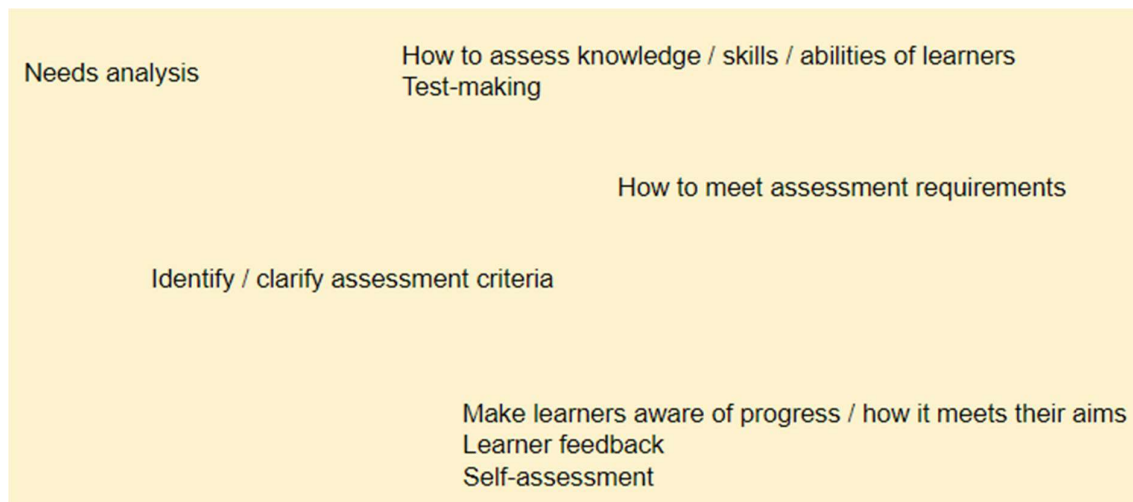 Needs analysis
How to assess knowledge / skills / abilities of learners
Test-making
How to meet assessment requirements
Identify / clarify assessment criteria
Make learners aware of progress / how it meets their aims
Learner feedback
Self-assessment